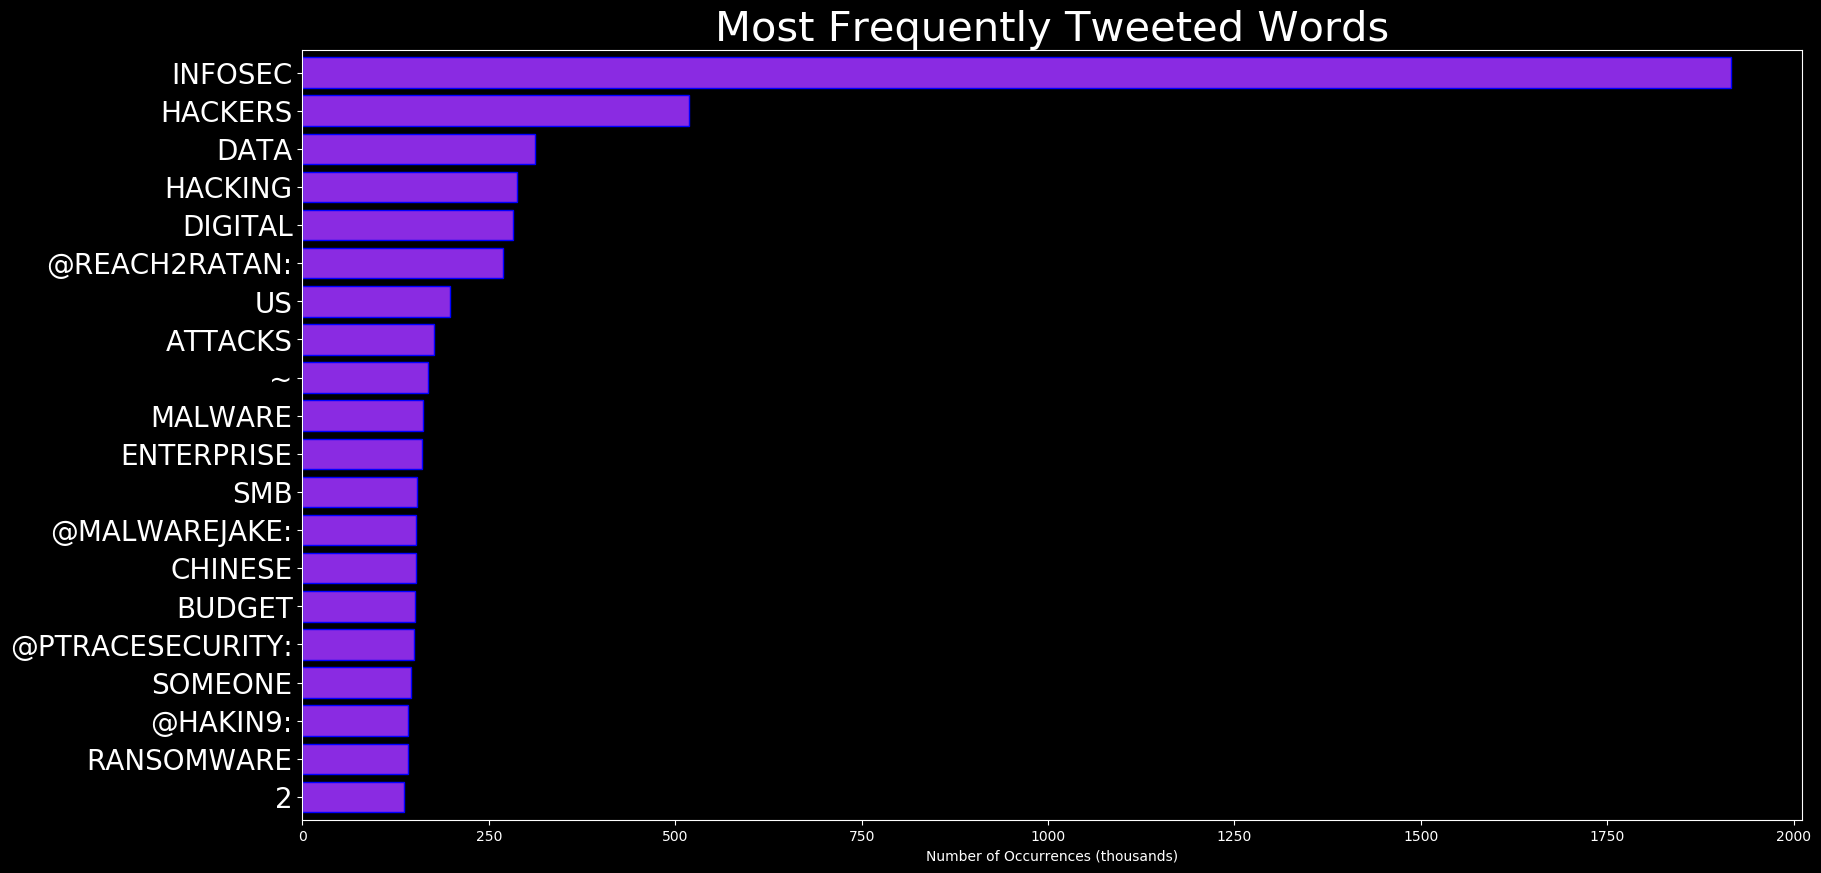 Most Frequently Tweeted Words
INFOSEC
HACKERS
DATA
HACKING
DIGITAL
@REACH2RATAN:
US
ATTACKS
~
MALWARE
ENTERPRISE
SMB
@MALWAREJAKE:
CHINESE
BUDGET
@PTRACESECURITY:
SOMEONE
@HAKIN9:
RANSOMWARE
2
0 250 500 750 1000 1250 1500 1750 2000
Number of Occurrences (thousands)